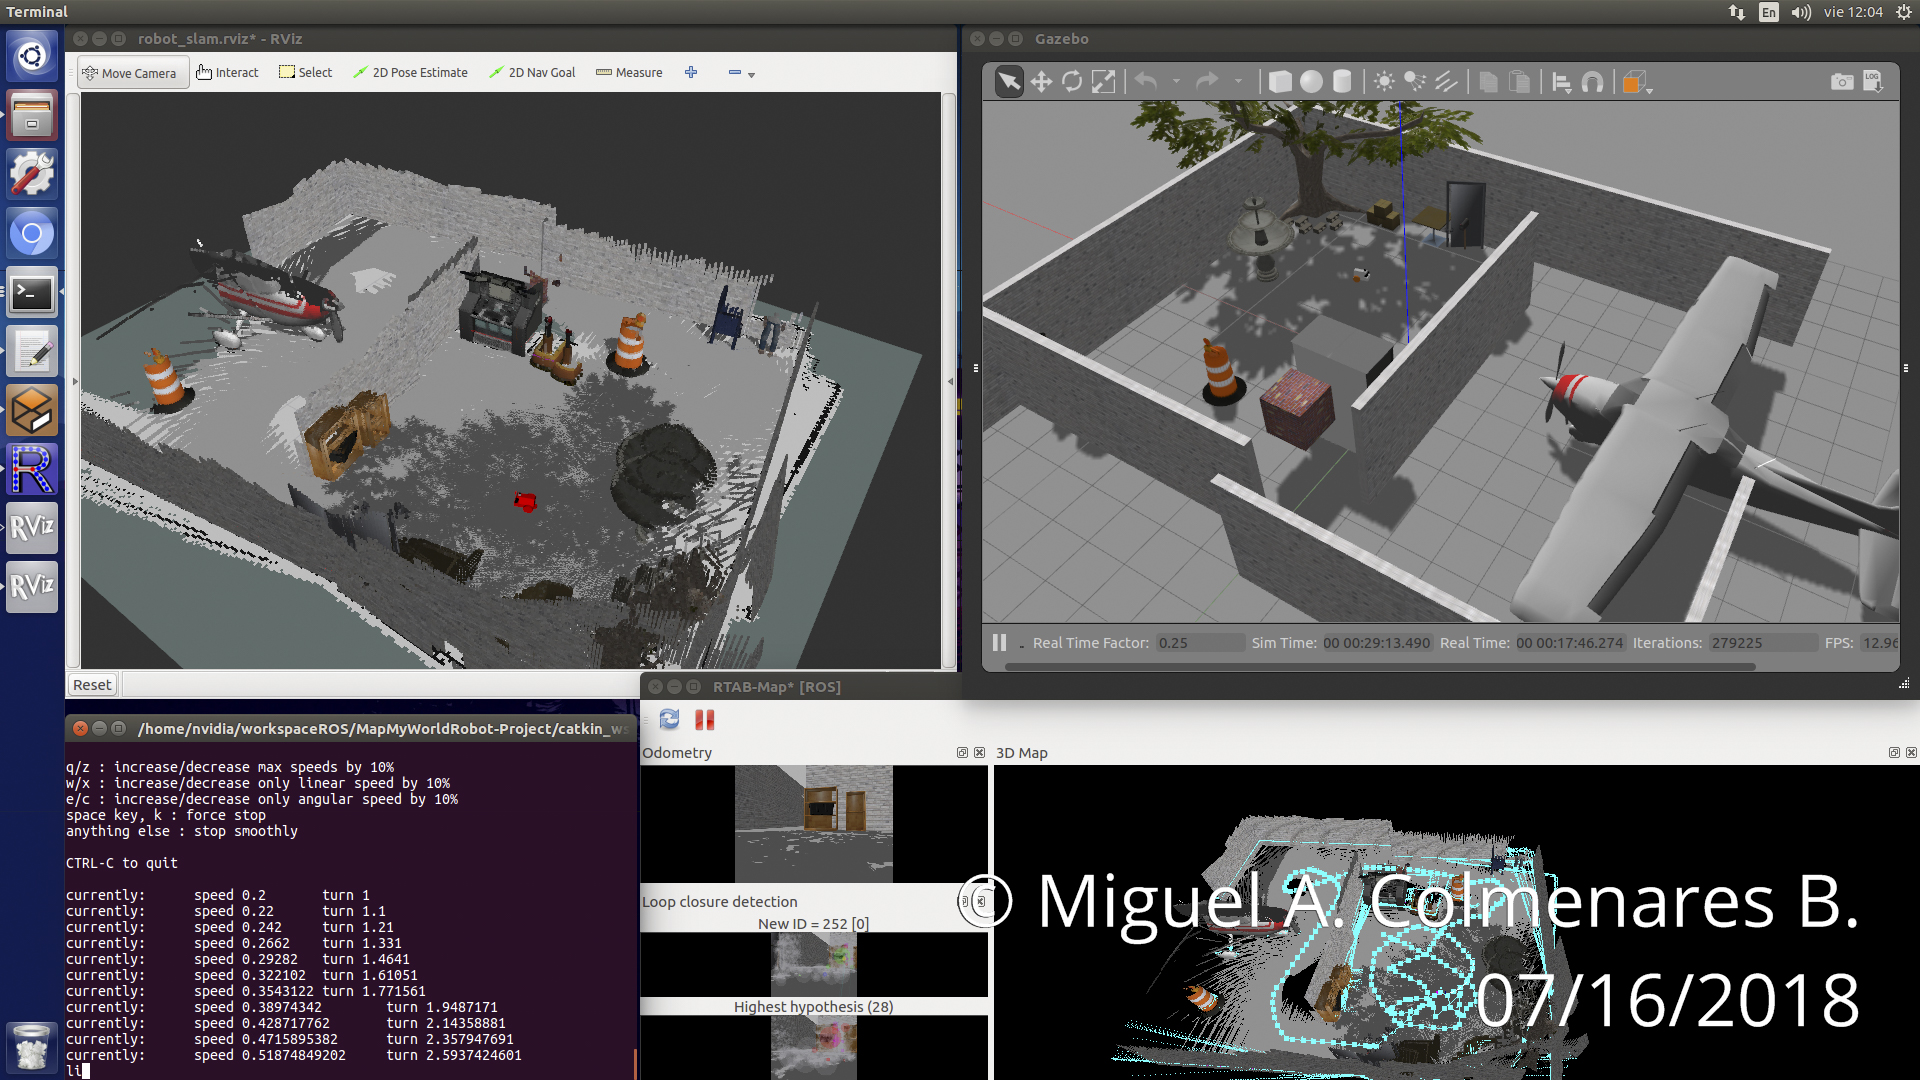 Terminal
En
vie 12:04
robot_slam.rviz* - RViz
Move Camera
Interact
Select
2D Pose Estimate
2D Nav Goal
Measure
Gazebo
LOG
R
RViz
RViz
Real Time Factor: 0.25 Sim Time: 00 00:29:13.490 Real Time: 00 00:17:46.274 Iterations: 279225 FPS: 12.96
Reset
RTAB-Map* [ROS]
/home/nvidia/workspaceROS/MapMyWorldRobot-Project/catkin_ws
q/z : increase/decrease max speeds by 10%
w/x : increase/decrease only linear speed by 10%
e/c : increase/decrease only angular speed by 10%
space key, k : force stop
anything else : stop smoothly
CTRL-C to quit
currently: speed 0.2 turn 1
currently: speed 0.22 turn 1.1
currently: speed 0.242 turn 1.21
currently: speed 0.2662 turn 1.331
currently: speed 0.29282 turn 1.4641
currently: speed 0.322102 turn 1.61051
currently: speed 0.3543122 turn 1.771561
currently: speed 0.38974342 turn 1.9487171
currently: speed 0.428717762 turn 2.14358881
currently: speed 0.4715895382 turn 2.357947691
currently: speed 0.51874849202 turn 2.5937424601
li
Odometry
3D Map
Loop closure detection
New ID = 252 [0]
Highest hypothesis (28)
© Miguel A. Colmenares B.
07/16/2018